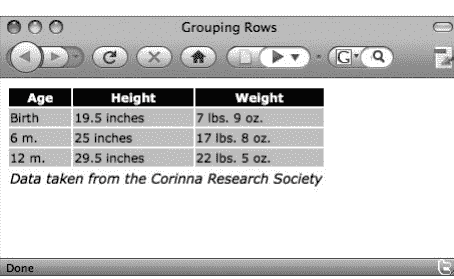 Grouping Rows
G
Age Height Weight
Birth 19.5 inches 7 lbs. 9 oz.
6 m. 25 inches 17 lbs. 8 oz.
12 m. 29.5 inches 22 lbs. 5 oz.
Data taken from the Corinna Research Society
Done